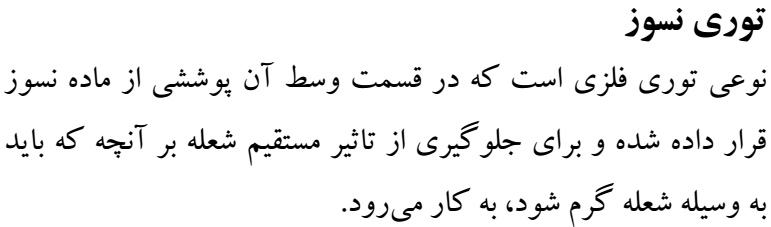 توری نسوز
نوعی توری فلزی است که در قسمت وسط آن پوششی از ماده نسوز
قرار داده شده و برای جلوگیری از تاثیر مستقیم شعله بر آنچه که باید
به وسیله شعله گرم شود، به کار می‌رود.